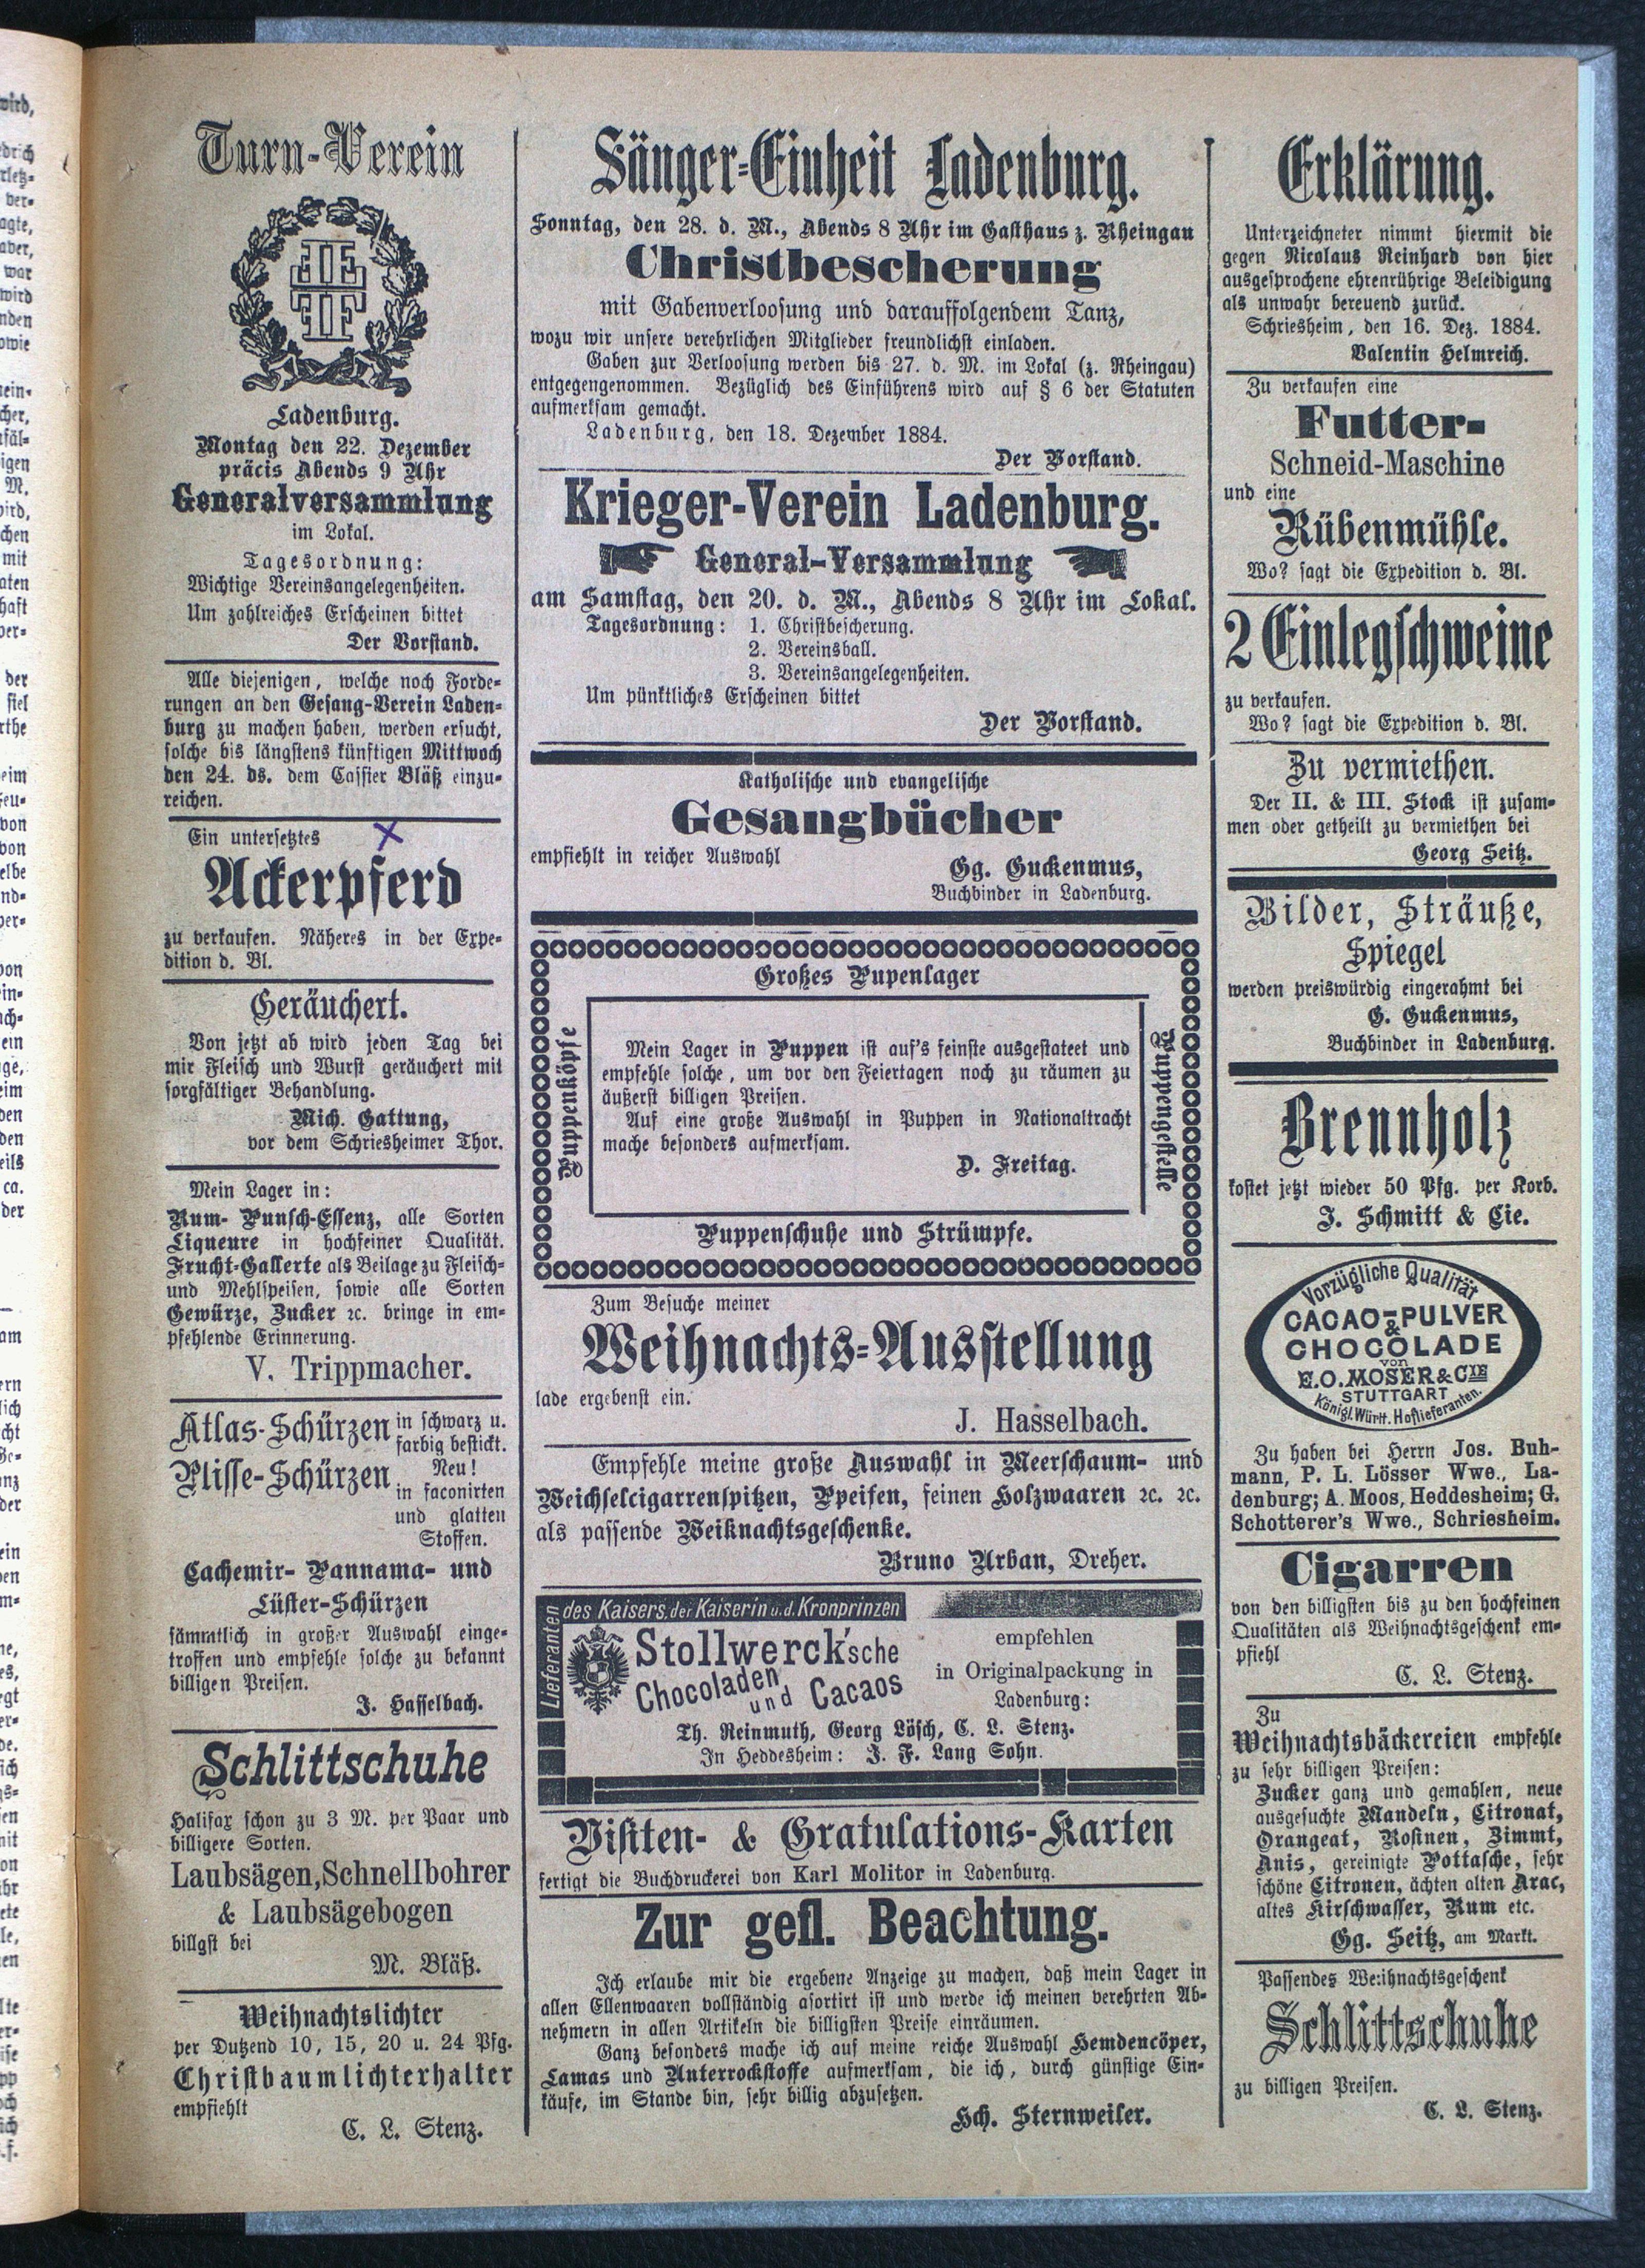 Turn-Verein
Ladenburg.
Montag den 22. Dezember
präcis Abends 9 Uhr
Generalversammlung
im Lokal.
Tagesordnung:
Wichtige Vereinsangelegenheiten.
Um zahlreiches Erscheinen bittet
Der Vorstand.
Alle diejenigen, welche noch Forde-
rungen an den Gesang-Verein Laden-
burg zu machen haben, werden ersucht,
solche bis längstens künftigen Mittwoch
den 24. ds. dem Cassier Bläß einzu-
reichen.
Ein untersetztes
Ackerpferd
zu verkaufen. Näheres in der Expe-
dition d. Bl.
Geräuchert.
Von jetzt ab wird jeden Tag bei
mir Fleisch und Wurst geräuchert mit
sorgfältiger Behandlung.
Mich. Gattung,
vor dem Schriesheimer Thor.
Mein Lager in:
Rum- Punsch-Essenz, alle Sorten
Liqueure in hochfeiner Qualität.
Frucht-Gallerte als Beilage zu Fleisch-
und Mehlspeisen, sowie alle Sorten
Gewürze, Zucker ꝛc. bringe in em-
pfehlende Erinnerung.
V. Trippmacher.
Atlas-Schürzen in schwarz u.
farbig bestickt.
Plisse-Schürzen Neu!
in faconirten
und glatten
Stoffen.
Cachemir- Pannama- und
Lüster-Schürzen
sämmtlich in großer Auswahl einge-
troffen und empfehle solche zu bekannt
billigen Preisen.
J. Hasselbach.
Schlittschuhe
Halifax schon zu 3 M. per Paar und
billigere Sorten.
Laubsägen, Schnellbohrer
& Laubsägebogen
billgst bei
M. Bläß.
Weihnachtslichter
per Dutzend 10, 15, 20 u. 24 Pfg.
Christbaumlichterhalter
empfiehlt
C. L. Stenz.
Sänger-Einheit Ladenburg.
Sonntag, den 28. d. M., Abends 8 Uhr im Gasthaus z. Rheingau
Christbescherung
mit Gabenverloosung und darauffolgendem Tanz,
wozu wir unsere verehrlichen Mitglieder freundlichst einladen.
Gaben zur Verloosung werden bis 27. d. M. im Lokal (z. Rheingau)
entgegengenommen. Bezüglich des Einführens wird auf § 6 der Statuten
aufmerksam gemacht.
Ladenburg, den 18. Dezember 1884.
Der Vorstand.
Krieger-Verein Ladenburg.
General-Versammlung
am Samstag, den 20. d. M., Abends 8 Uhr im Lokal.
Tagesordnung: 1. Christbescherung.
2. Vereinsball.
3. Vereinsangelegenheiten.
Um pünktliches Erscheinen bittet
Der Vorstand.
Katholische und evangelische
Gesangbücher
empfiehlt in reicher Auswahl
Gg. Guckenmus,
Buchbinder in Ladenburg.
Großes Pupenlager
Puppenköpfe
Mein Lager in Puppen ist auf's feinste ausgestateet und
empfehle solche, um vor den Feiertagen noch zu räumen zu
äußerst billigen Preisen.
Auf eine große Auswahl in Puppen in Nationaltracht
mache besonders aufmerksam.
D. Freitag.
Puppengestelle
Puppenschuhe und Strümpfe.
Zum Besuche meiner
Weihnachts-Ausstellung
lade ergebenst ein.
J. Hasselbach.
Empfehle meine große Auswahl in Meerschaum- und
Weichselcigarrenspitzen, Ppeifen, feinen Holzwaaren ꝛc. ꝛc.
als passende Weiknachtsgeschenke.
Bruno Urban, Dreher.
Lieferanten des Kaisers, der Kaiserin u. d. Kronprinzen
Stollwerck'sche
Chocoladen
und Cacaos
empfehlen
in Originalpackung in
Ladenburg:
Th. Reinmuth, Georg Lösch, C. L. Stenz.
In Heddesheim: J. F. Lang Sohn.
Visiten- & Gratulations-Karten
fertigt die Buchdruckerei von Karl Molitor in Ladenburg.
Zur gefl. Beachtung.
Ich erlaube mir die ergebene Anzeige zu machen, daß mein Lager in
allen Ellenwaaren vollständig asortirt ist und werde ich meinen verehrten Ab-
nehmern in allen Artikeln die billigsten Preise einräumen.
Ganz besonders mache ich auf meine reiche Auswahl Hemdencöper,
Lamas und Unterrockstoffe aufmerksam, die ich, durch günstige Ein-
käufe, im Stande bin, sehr billig abzusetzen.
Hch. Sternweiler.
Erklärung.
Unterzeichneter nimmt hiermit die
gegen Nicolaus Reinhard von hier
ausgesprochene ehrenrührige Beleidigung
als unwahr bereuend zurück.
Schriesheim, den 16. Dez. 1884.
Valentin Helmreich.
Zu verkaufen eine
Futter-
Schneid-Maschine
und eine
Rübenmühle.
Wo? sagt die Expedition d. Bl.
2 Einlegschweine
zu verkaufen.
Wo? sagt die Expedition d. Bl.
Zu vermiethen.
Der II. & III. Stock ist zusam-
men oder getheilt zu vermiethen bei
Georg Seitz.
Bilder, Sträuße,
Spiegel
werden preiswürdig eingerahmt bei
G. Guckenmus,
Buchbinder in Ladenburg.
Brennholz
kostet jetzt wieder 50 Pfg. per Korb.
J. Schmitt & Cie.
Vorzügliche Qualität
CACAO-PULVER
&
CHOCOLADE
von
E.O. MOSER & CIE
STUTTGART
Königl. Württ. Hoflieferanten.
Zu haben bei Herrn Jos. Buh-
mann, P. L. Lösser Wwe., La-
denburg; A. Moos, Heddesheim; G.
Schotterer's Wwe., Schriesheim.
Cigarren
von den billigsten bis zu den hochfeinen
Qualitäten als Weihnachtsgeschenk em-
pfiehl
C. L. Stenz.
Zu
Weihnachtsbäckereien empfehle
zu sehr billigen Preisen:
Zucker ganz und gemahlen, neue
ausgesuchte Mandeln, Citronat,
Orangeat, Rosinen, Zimmt,
Anis, gereinigte Pottasche, sehr
schöne Citronen, ächten alten Arac,
altes Kirschwasser, Rum etc.
Gg. Seitz, am Markt.
Passendes Weihnachtsgeschenk
Schlittschuhe
zu billigen Preisen.
C. L. Stenz.